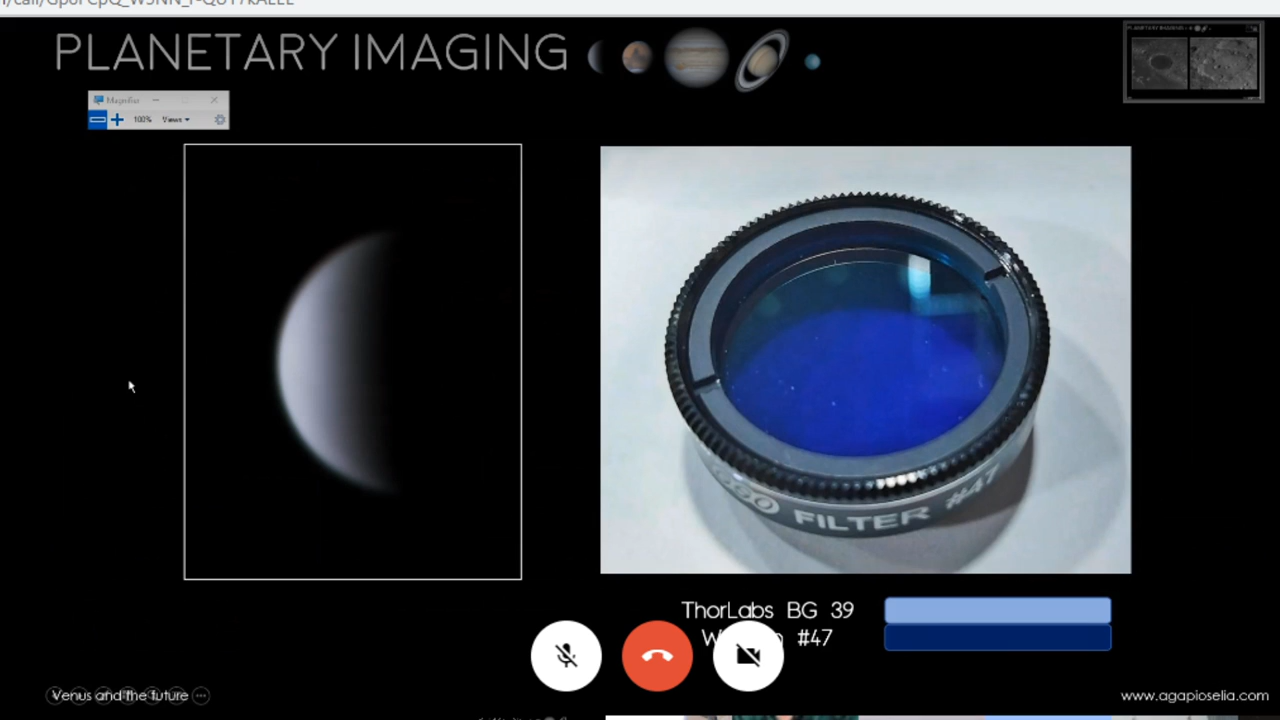 PLANETARY IMAGING
Magnifier
100% Views
FILTER #47
ThorLabs BG 39
#47
Venus and the future
www.agapioselia.com